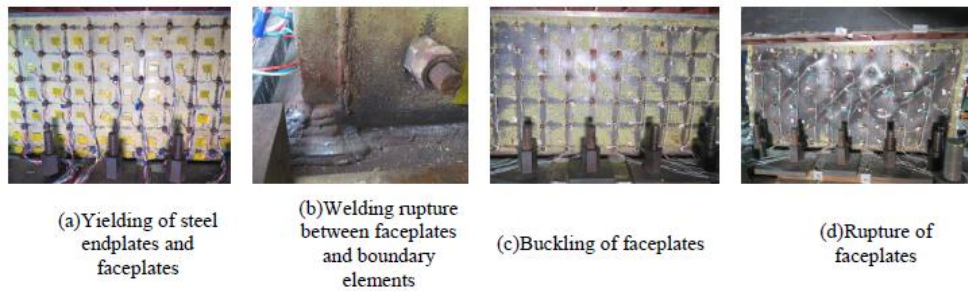 (a)Yielding of steel
endplates and
faceplates
(b)Welding rupture
between faceplates
and boundary
elements
(c)Buckling of faceplates
(d)Rupture of
faceplates